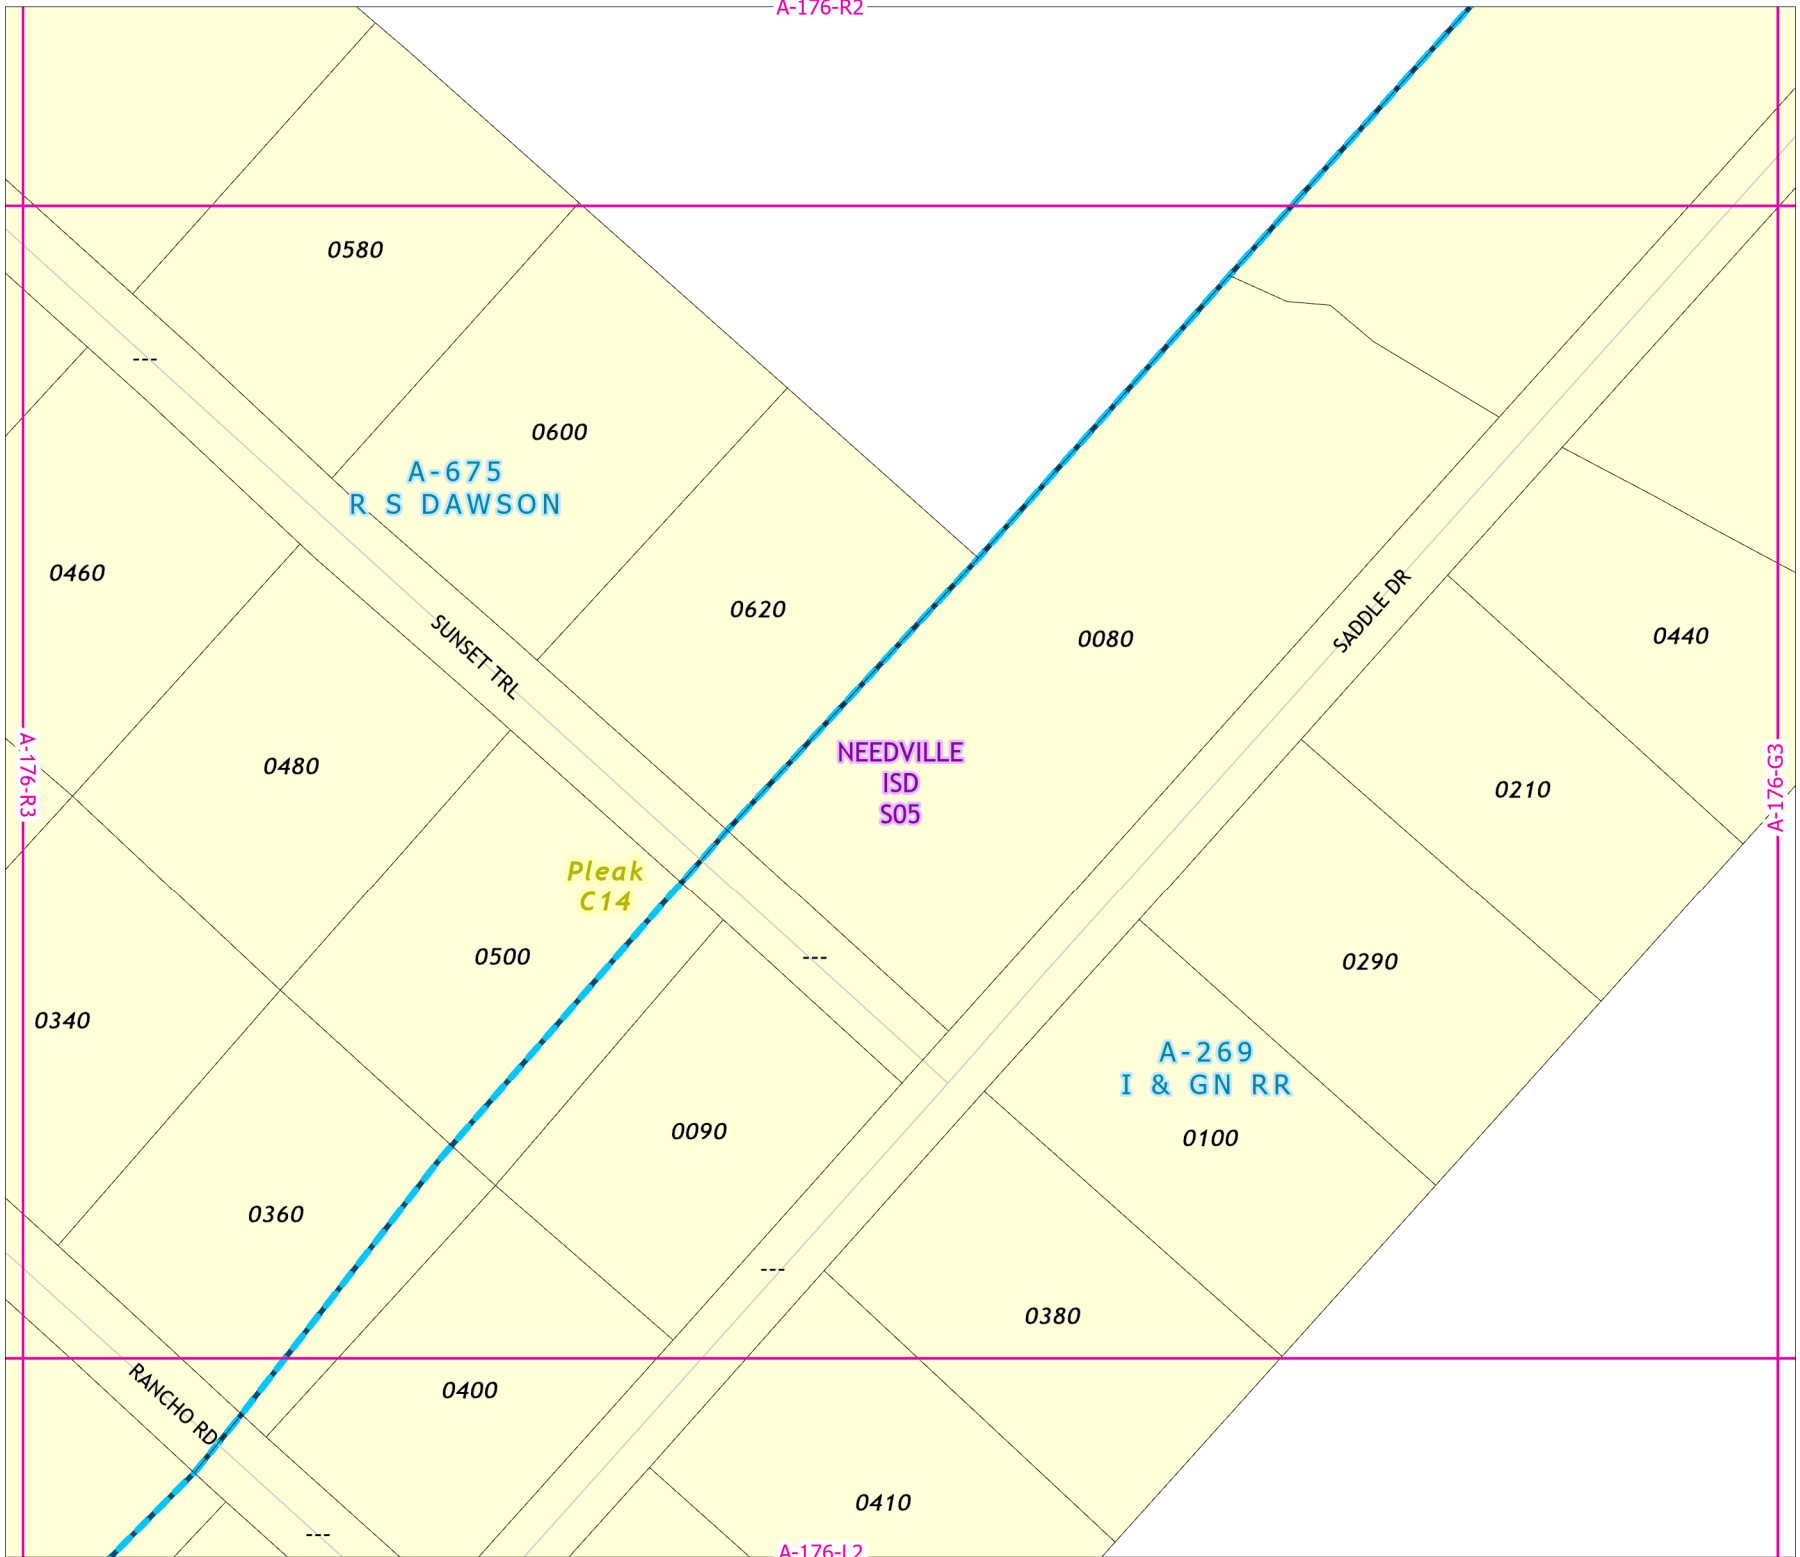 A-176-R2
0580
---
0600
A-675
R S DAWSON
0460
SUNSET TRL
0620
0080
SADDLE DR
0440
A-176-R3
0480
NEEDVILLE
ISD
S05
A-176-G3
0210
Pleak
C14
0500
---
0290
0340
A-269
I & GN RR
0090
0100
0360
---
0380
RANCHO RD
0400
0410
---
A-176-L2